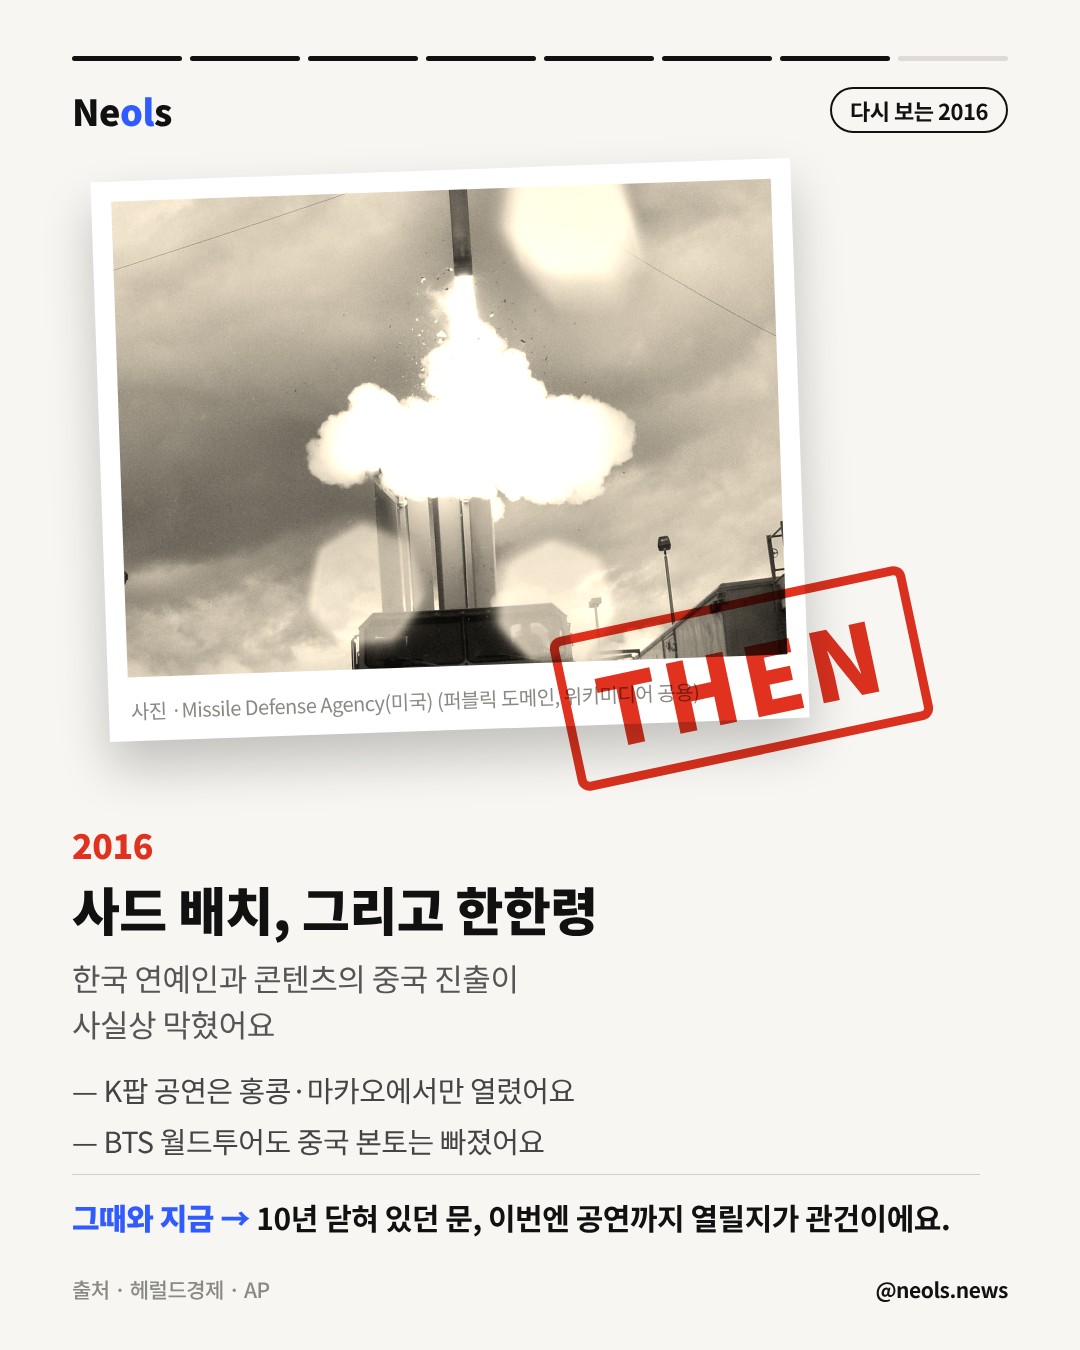 Neols
다시 보는 2016
사진 · Missile Defense Agency(미국) (퍼블릭 도메인, 위키미디어 공용)
THEN
2016
사드 배치, 그리고 한한령
한국 연예인과 콘텐츠의 중국 진출이
사실상 막혔어요
— K팝 공연은 홍콩·마카오에서만 열렸어요
— BTS 월드투어도 중국 본토는 빠졌어요
그때와 지금 → 10년 닫혀 있던 문, 이번엔 공연까지 열릴지가 관건이에요.
출처 · 헤럴드경제 · AP
@neols.news